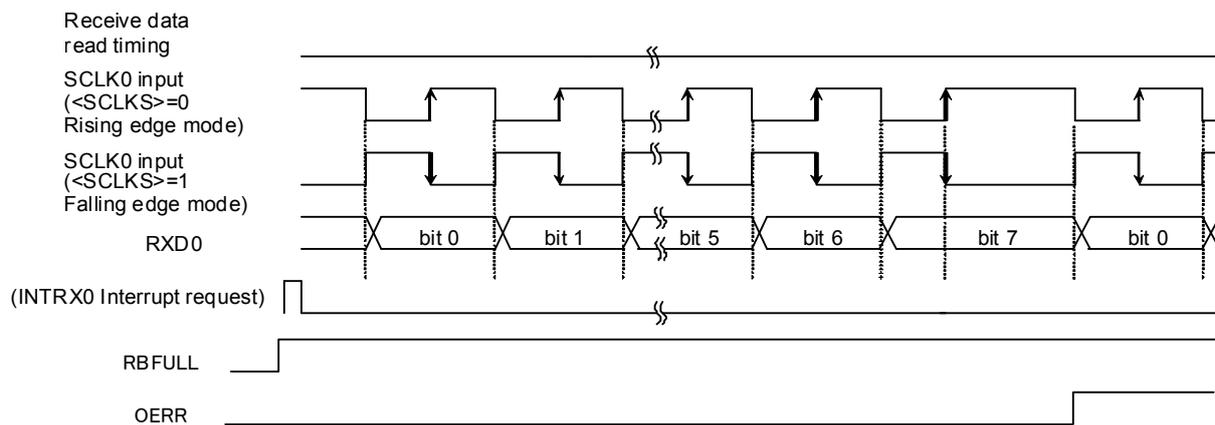 Receive data
read timing
SCLK0 input
(<SCLKS>=0
Rising edge mode)
SCLK0 input
(<SCLKS>=1
Falling edge mode)
RXD0
bit 0
bit 1
bit 5
bit 6
bit 7
bit 0
(INTRX0 Interrupt request)
RBFULL
OERR